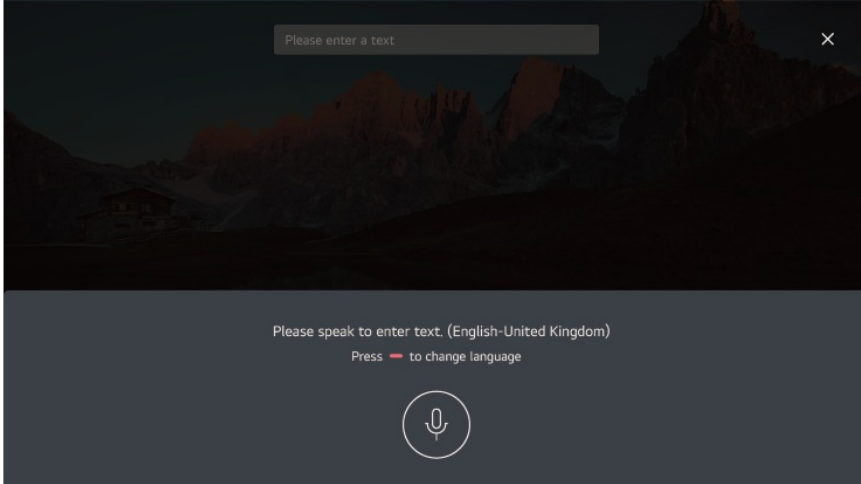 Please enter a text
Please speak to enter text. (English-United Kingdom)
Press to change language